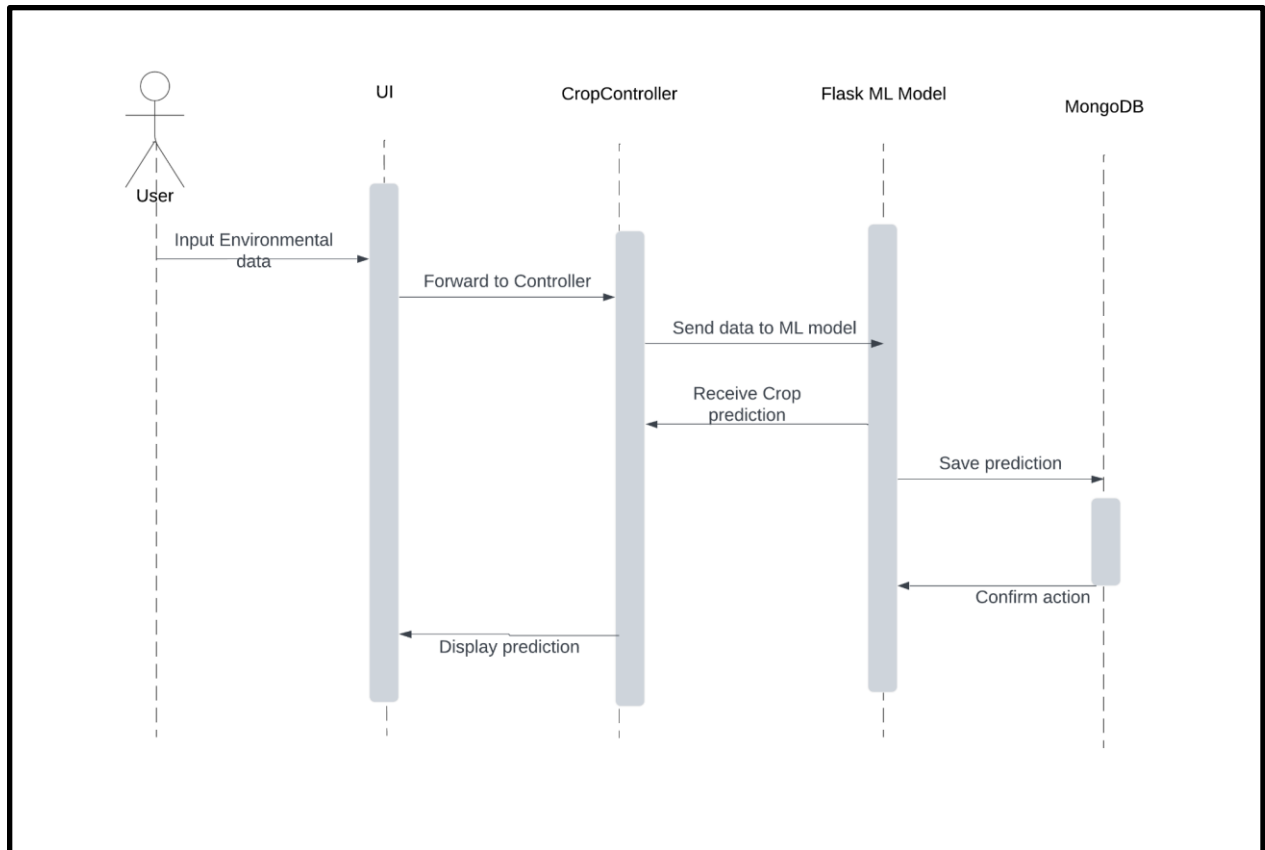 UI
CropController
Flask ML Model
MongoDB
User
Input Environmental
data
Forward to Controller
Send data to ML model
Receive Crop
prediction
Save prediction
Confirm action
Display prediction